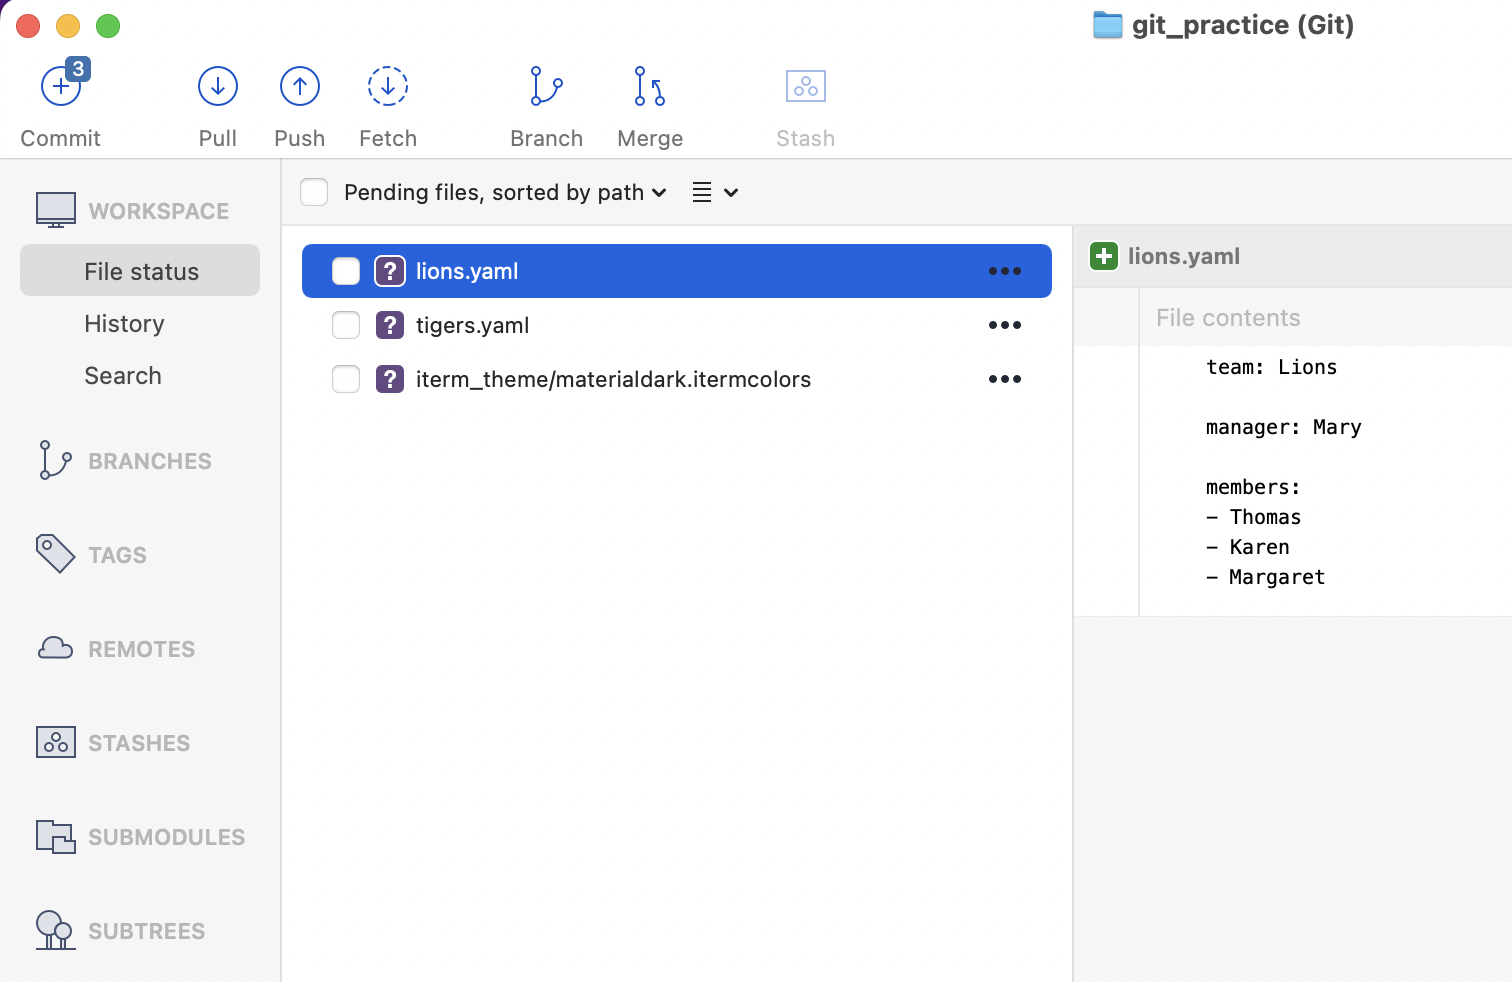 git_practice (Git)
3
Commit
Pull
Push
Fetch
Branch
Merge
Stash
WORKSPACE
File status
History
Search
BRANCHES
TAGS
REMOTES
STASHES
SUBMODULES
SUBTREES
Pending files, sorted by path
? lions.yaml
? tigers.yaml
? iterm_theme/materialdark.itermcolors
lions.yaml
File contents
team: Lions
manager: Mary
members:
- Thomas
- Karen
- Margaret